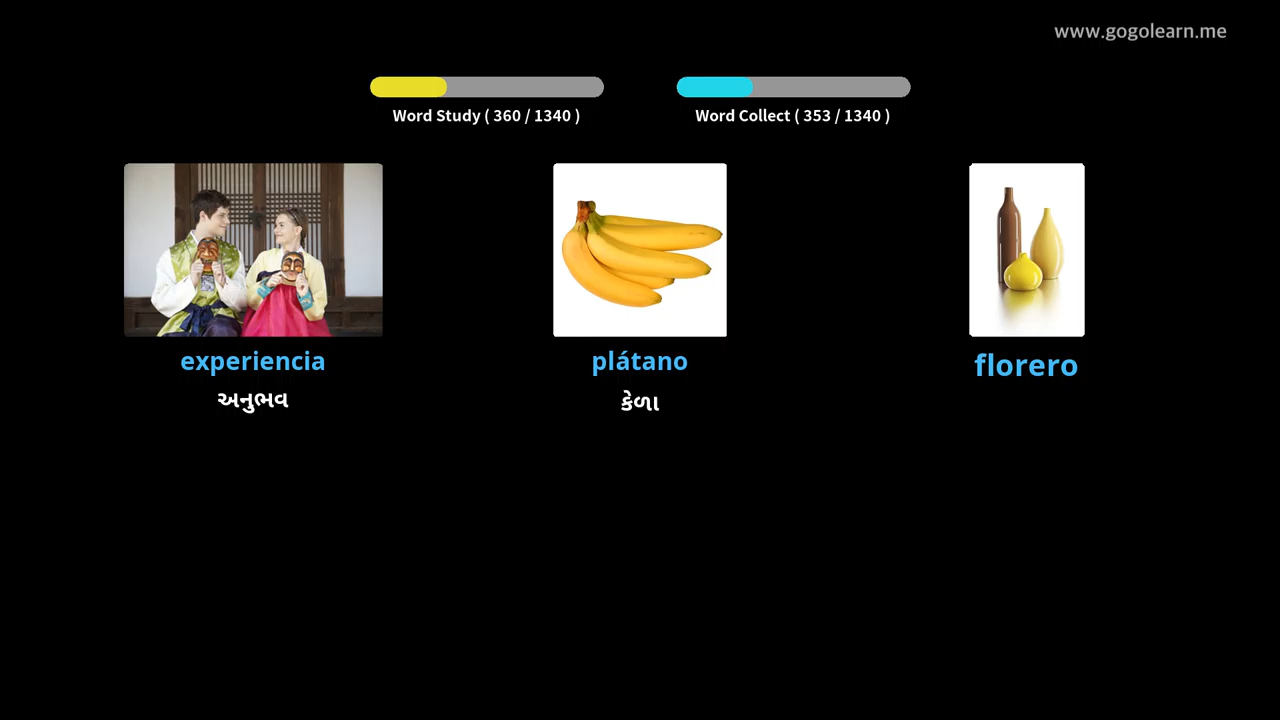 www.gogolearn.me
Word Study ( 360 / 1340 )
Word Collect ( 353 / 1340 )
experiencia
plátano
florero
અનુભવ
કેળા